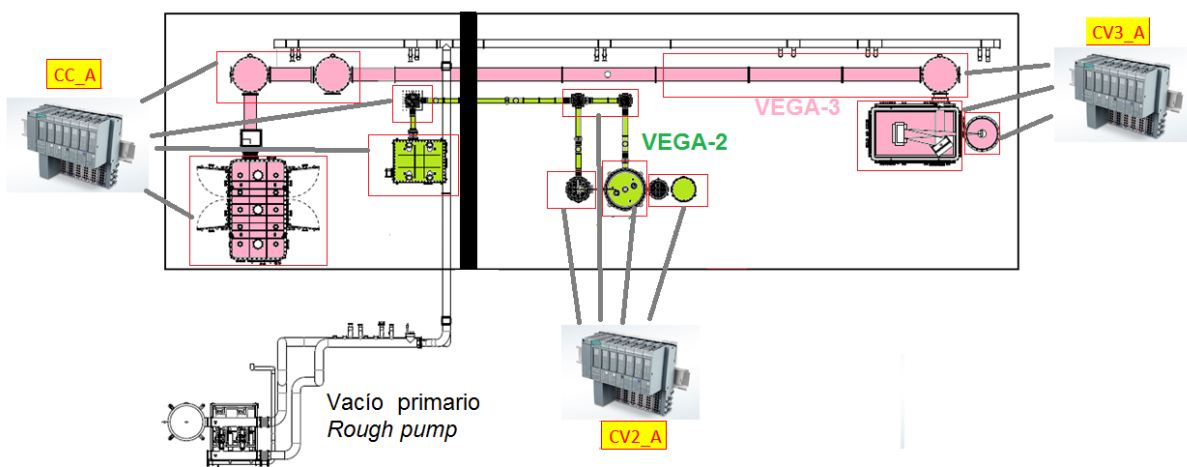 CC_A
CV3_A
VEGA-3
VEGA-2
Vacío primario
Rough pump
CV2_A